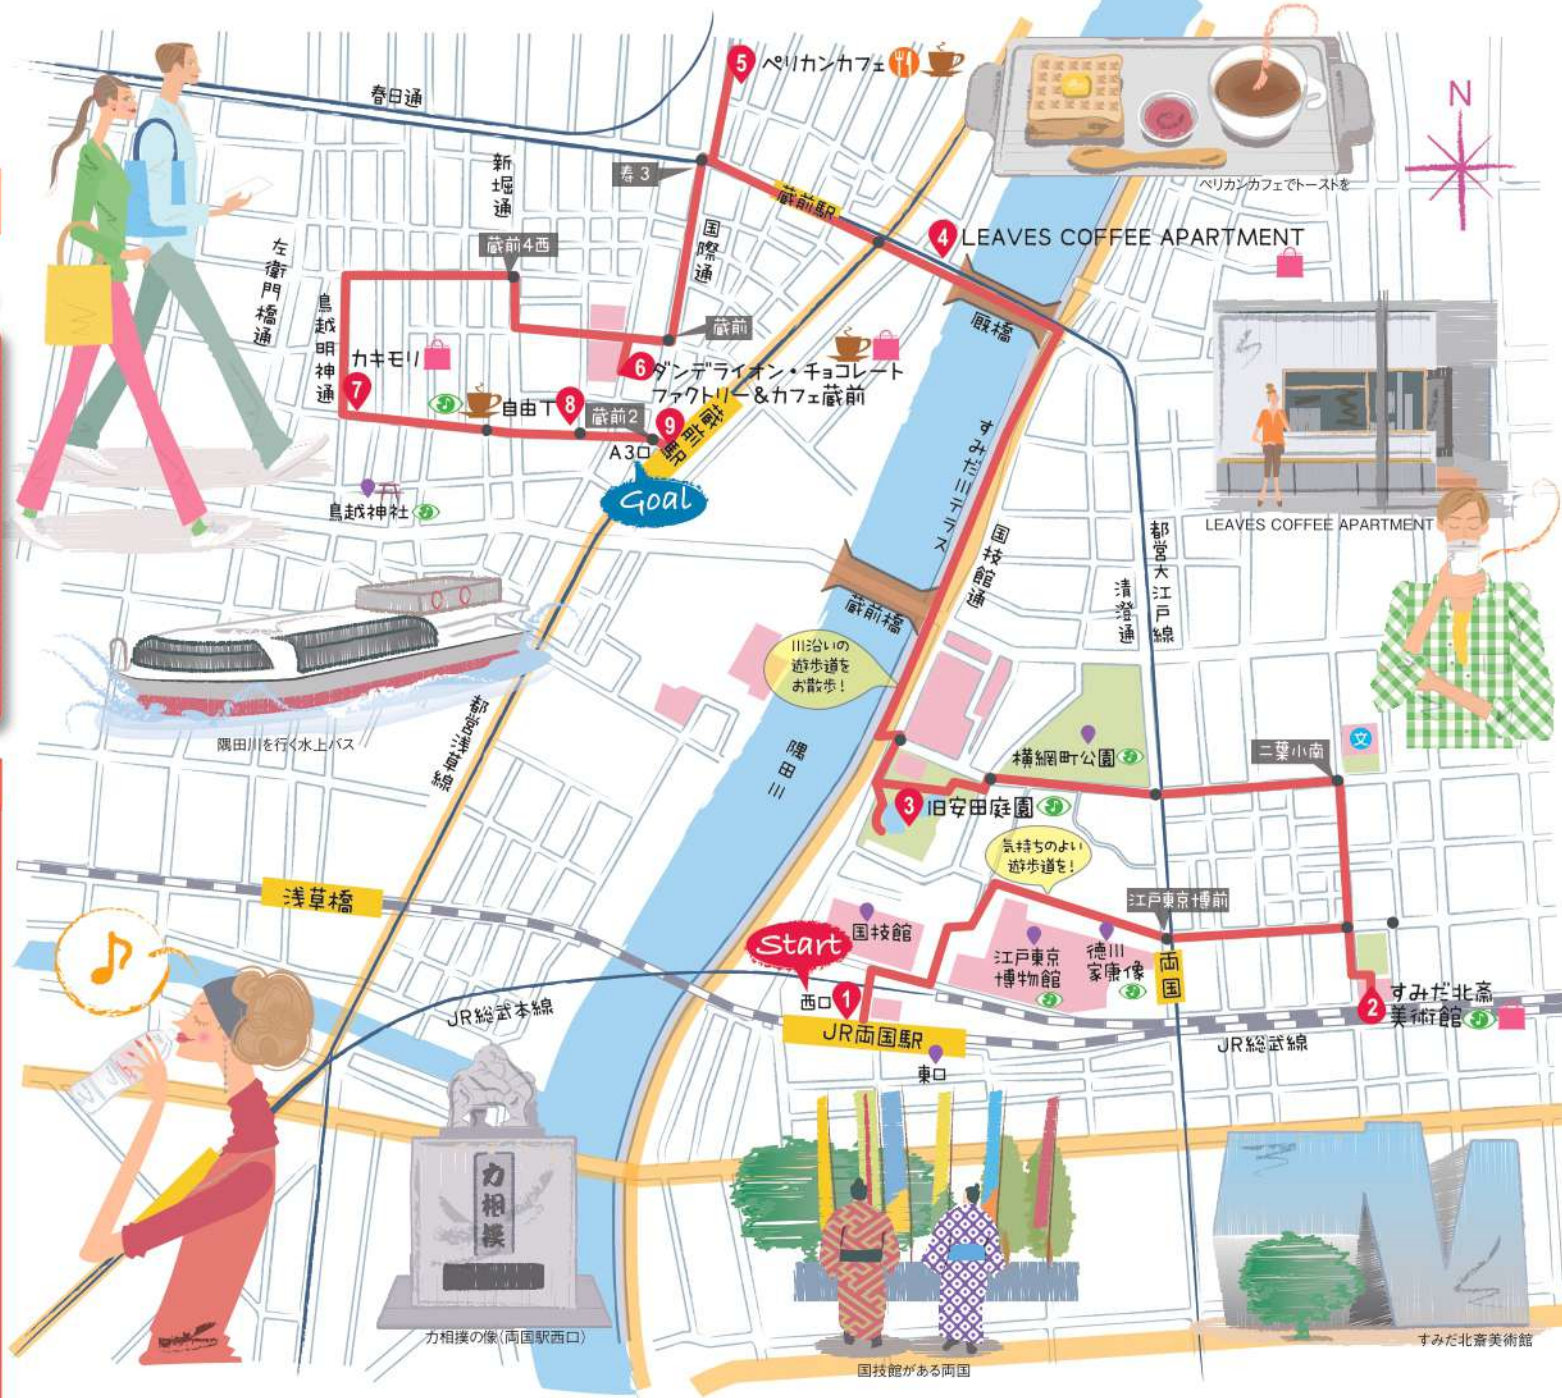 5 ペリカンカフェ
N
春日通
新堀通
寿3
蔵前駅
ペリカンカフェでトーストを
国際通
4 LEAVES COFFEE APARTMENT
左衛門橋通
蔵前4西
鳥越明神通
蔵前
厩橋
カキモリ
7
6 ダンデライオン・チョコレート
ファクトリー&カフェ蔵前
自由丁 8
蔵前2
9
蔵前駅
A3口
Goal
すみだ川テラス
鳥越神社
LEAVES COFFEE APARTMENT
国技館通
都営大江戸線
清澄通
蔵前橋
川沿いの
遊歩道を
お散歩!
隅田川を行く水上バス
都営浅草線
隅田川
横網町公園
二葉小南
文
3 旧安田庭園
気持ちのよい
遊歩道を!
浅草橋
江戸東京博前
Start
国技館
江戸東京
博物館
徳川
家康像
両国
西口 1
2 すみだ北斎
美術館
JR総武本線
JR両国駅
JR総武線
東口
力相撲
力相撲の像(両国駅西口)
国技館がある両国
すみだ北斎美術館